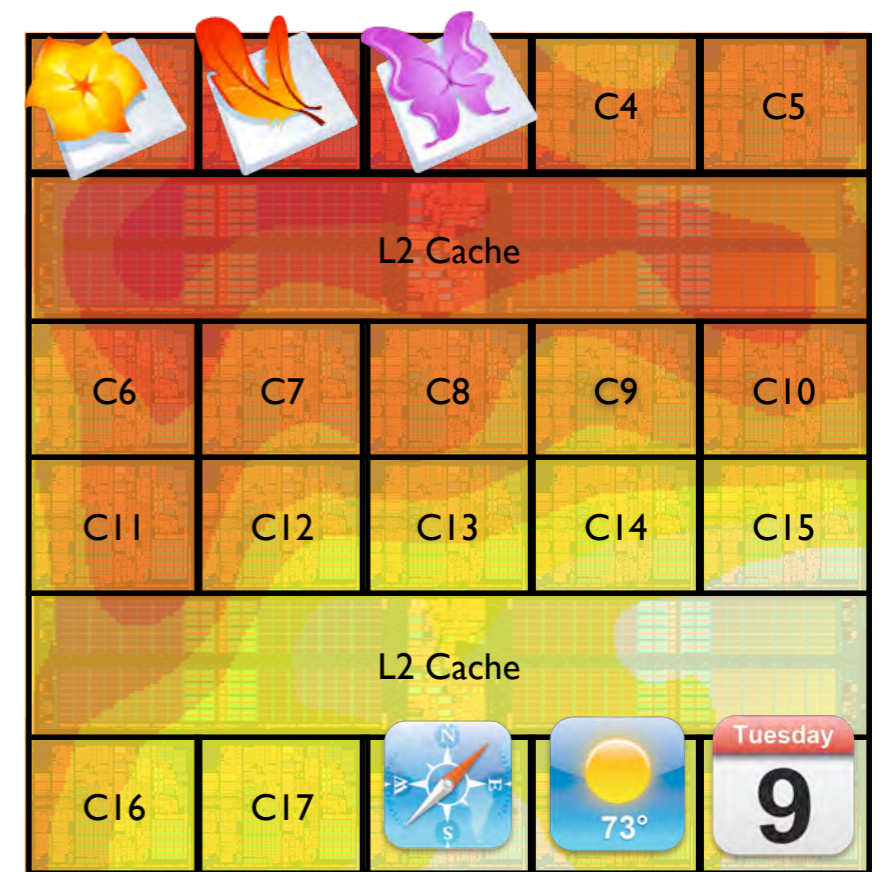 C4
C5
L2 Cache
C6
C7
C8
C9
C10
C11
C12
C13
C14
C15
L2 Cache
C16
C17
N
W
E
S
73°
Tuesday
9